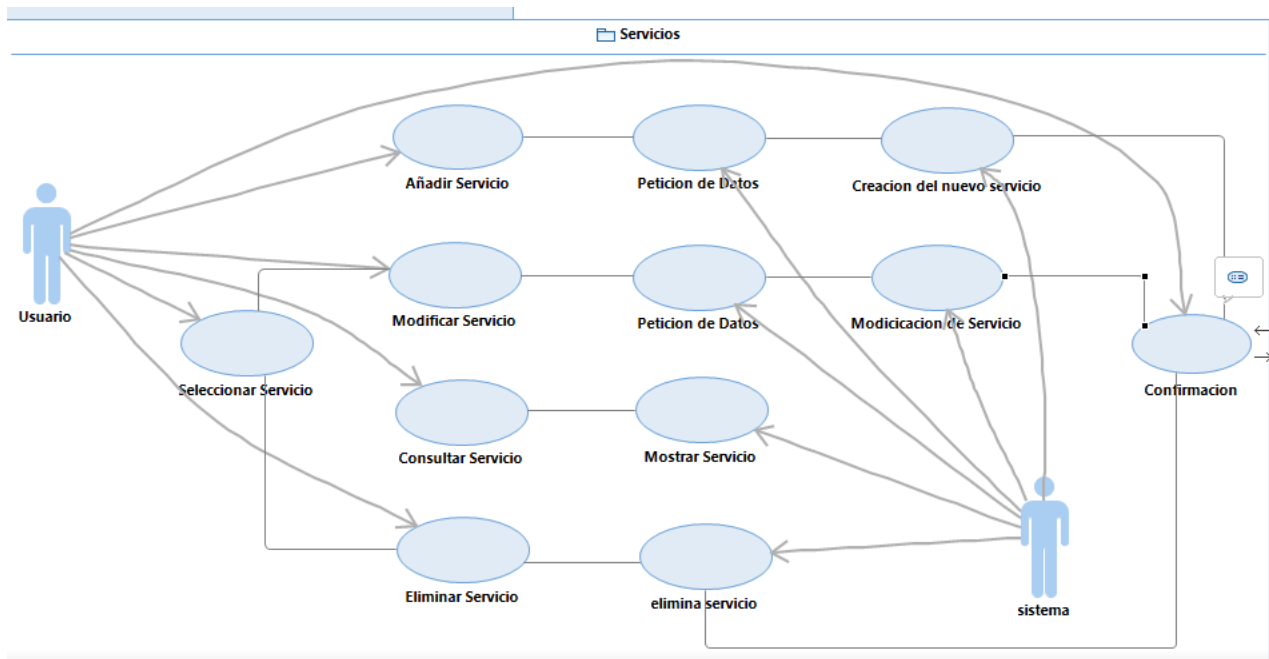 Servicios
Añadir Servicio
Peticion de Datos
Creacion del nuevo servicio
Usuario
Modificar Servicio
Peticion de Datos
Modicicacion de Servicio
Seleccionar Servicio
Confirmacion
Consultar Servicio
Mostrar Servicio
Eliminar Servicio
elimina servicio
sistema